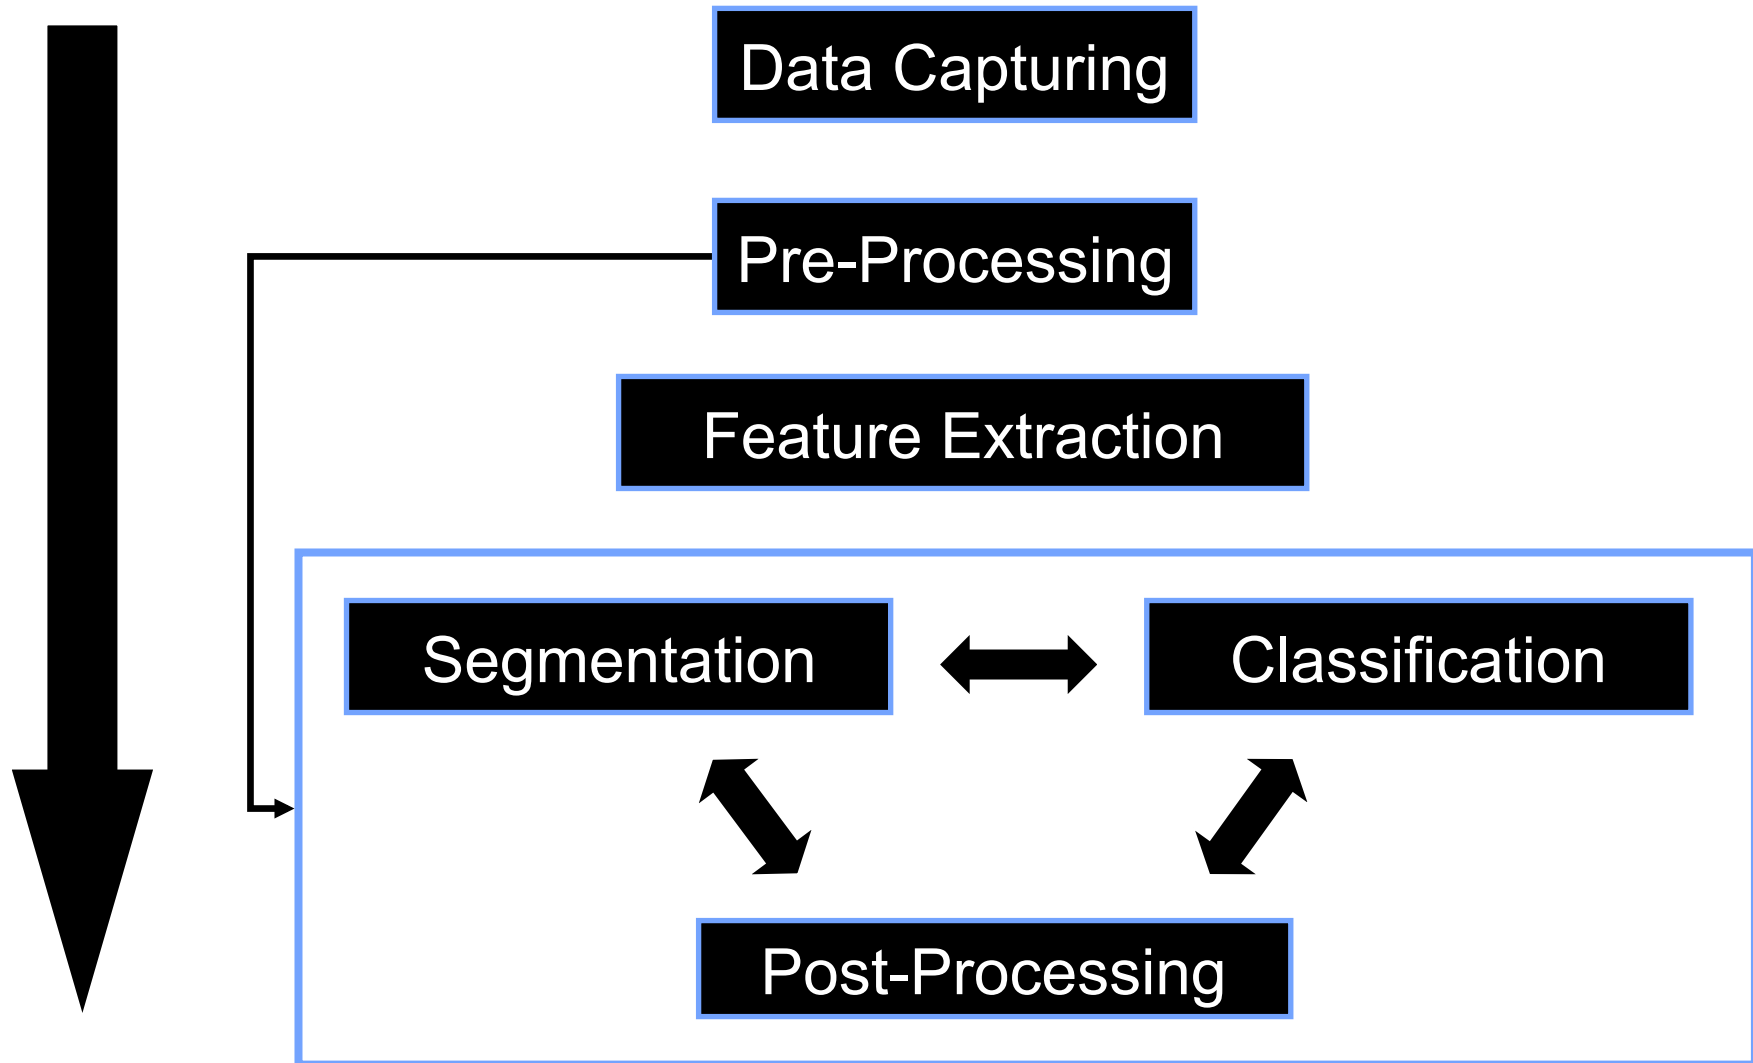 Data Capturing
Pre-Processing
Feature Extraction
Segmentation
Classification
Post-Processing